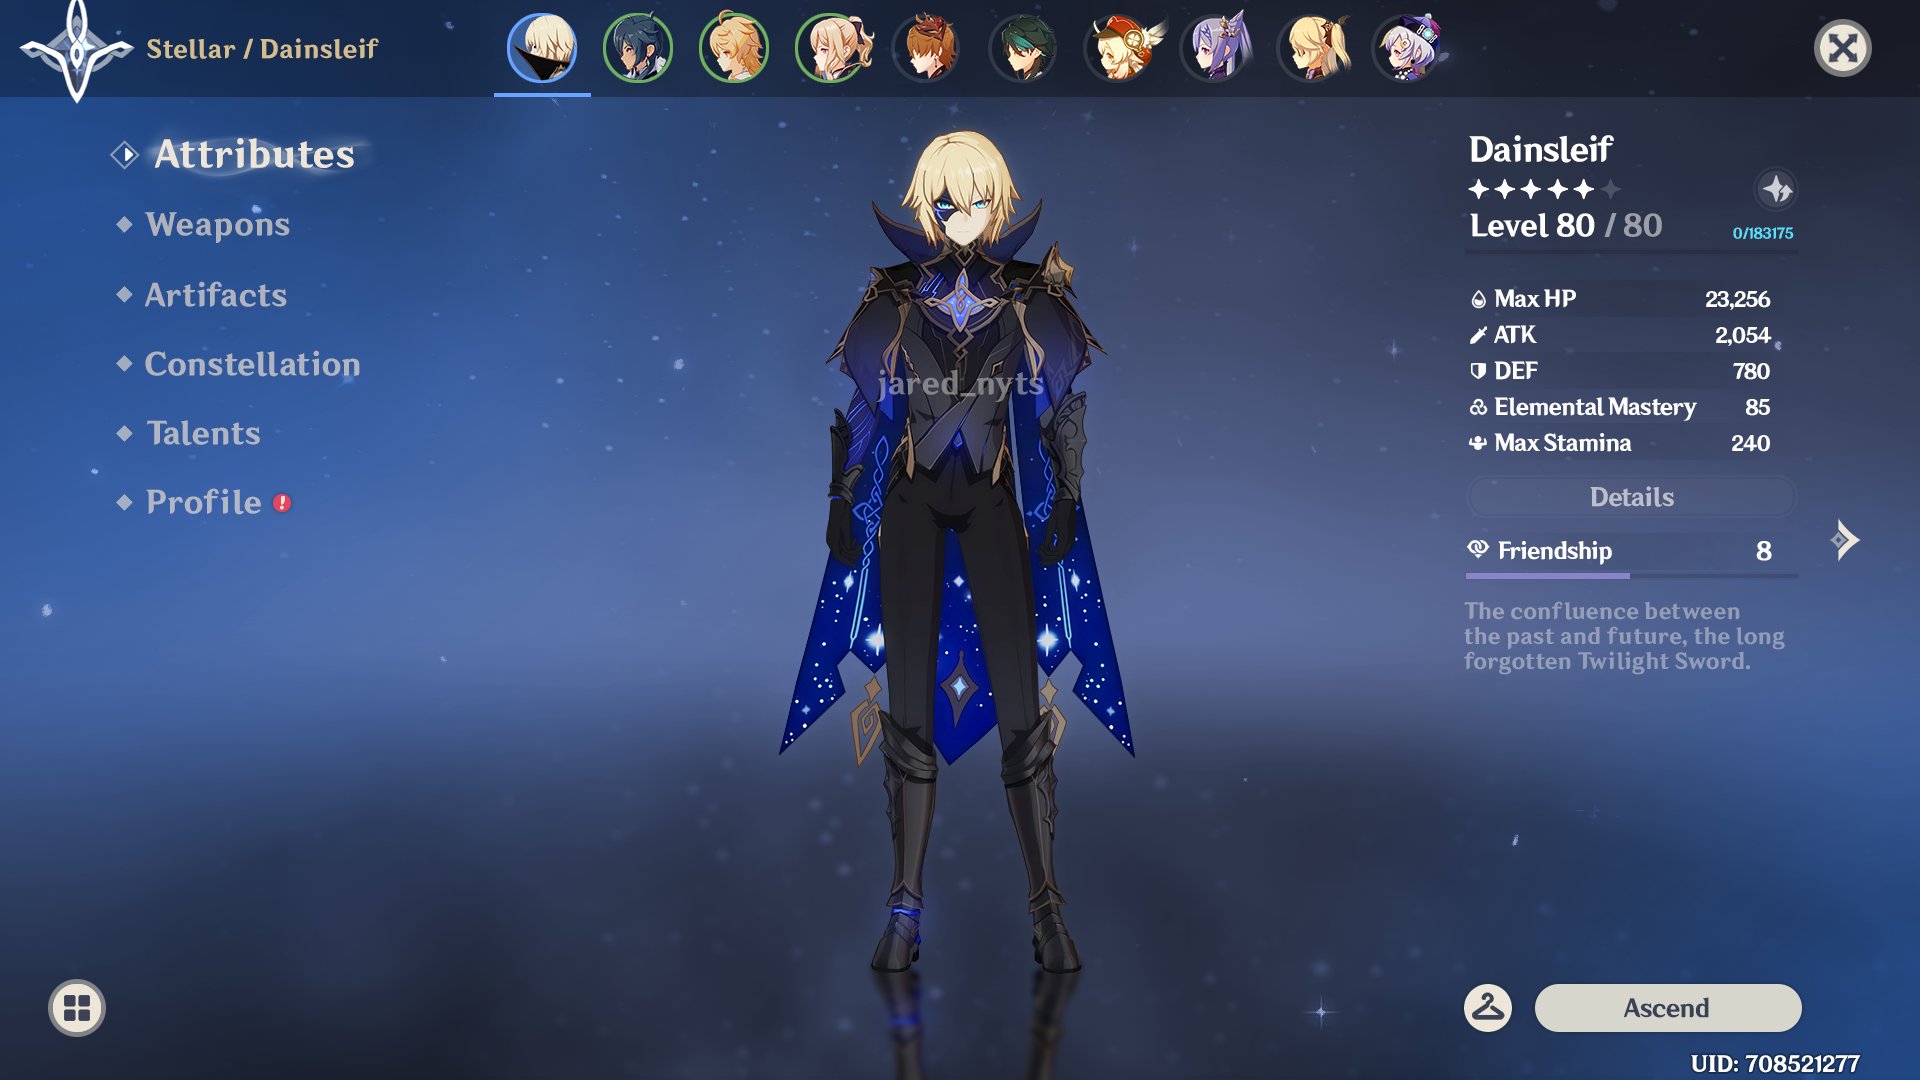 Stellar / Dainsleif
Attributes
Weapons
Artifacts
Constellation
Talents
Profile
jared_nyts
Dainsleif
Level 80 / 80
0/183175
Max HP 23,256
ATK 2,054
DEF 780
Elemental Mastery 85
Max Stamina 240
Details
Friendship 8
The confluence between
the past and future, the long
forgotten Twilight Sword.
Ascend
UID: 708521277